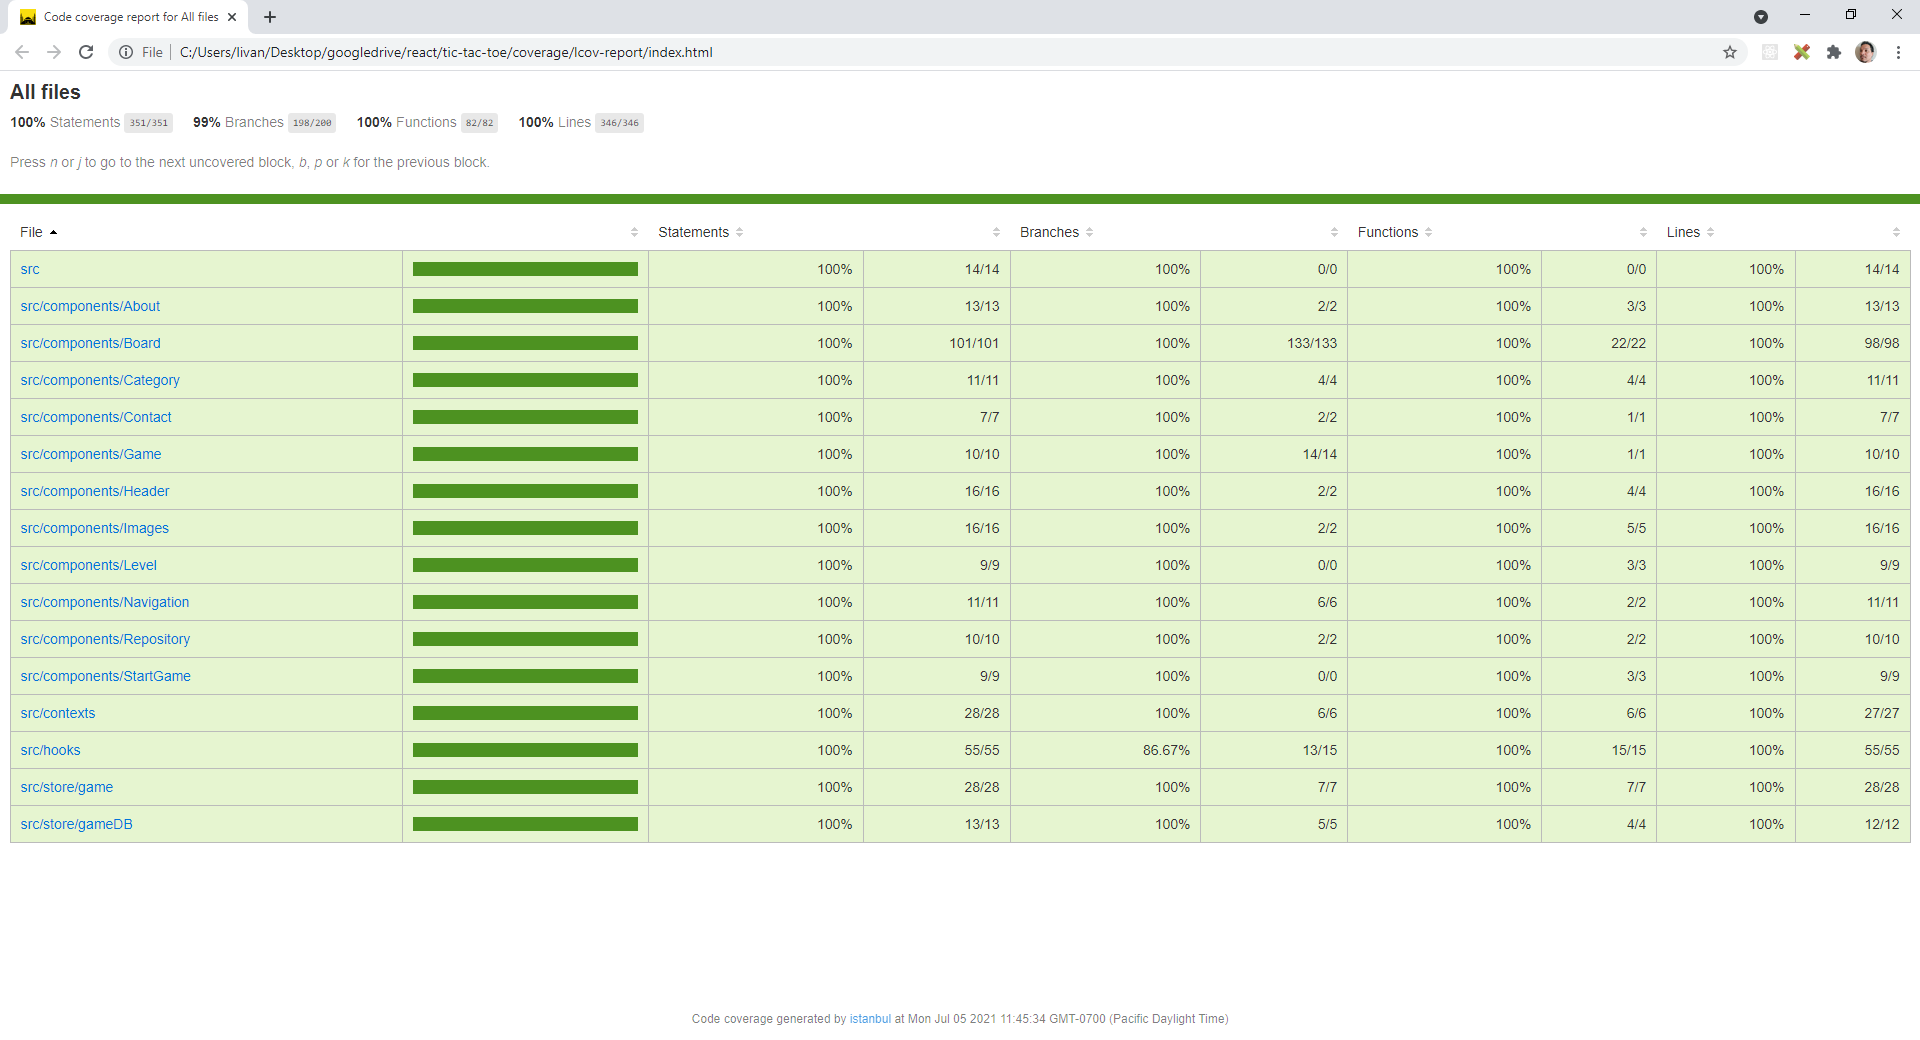 Code coverage report for All files
File C:/Users/livan/Desktop/googledrive/react/tic-tac-toe/coverage/lcov-report/index.html
All files
100% Statements 351/351 99% Branches 198/200 100% Functions 82/82 100% Lines 346/346
Press n or j to go to the next uncovered block, b, p or k for the previous block.
File Statements Branches Functions Lines
src 100% 14/14 100% 0/0 100% 0/0 100% 14/14
src/components/About 100% 13/13 100% 2/2 100% 3/3 100% 13/13
src/components/Board 100% 101/101 100% 133/133 100% 22/22 100% 98/98
src/components/Category 100% 11/11 100% 4/4 100% 4/4 100% 11/11
src/components/Contact 100% 7/7 100% 2/2 100% 1/1 100% 7/7
src/components/Game 100% 10/10 100% 14/14 100% 1/1 100% 10/10
src/components/Header 100% 16/16 100% 2/2 100% 4/4 100% 16/16
src/components/Images 100% 16/16 100% 2/2 100% 5/5 100% 16/16
src/components/Level 100% 9/9 100% 0/0 100% 3/3 100% 9/9
src/components/Navigation 100% 11/11 100% 6/6 100% 2/2 100% 11/11
src/components/Repository 100% 10/10 100% 2/2 100% 2/2 100% 10/10
src/components/StartGame 100% 9/9 100% 0/0 100% 3/3 100% 9/9
src/contexts 100% 28/28 100% 6/6 100% 6/6 100% 27/27
src/hooks 100% 55/55 86.67% 13/15 100% 15/15 100% 55/55
src/store/game 100% 28/28 100% 7/7 100% 7/7 100% 28/28
src/store/gameDB 100% 13/13 100% 5/5 100% 4/4 100% 12/12
Code coverage generated by istanbul at Mon Jul 05 2021 11:45:34 GMT-0700 (Pacific Daylight Time)